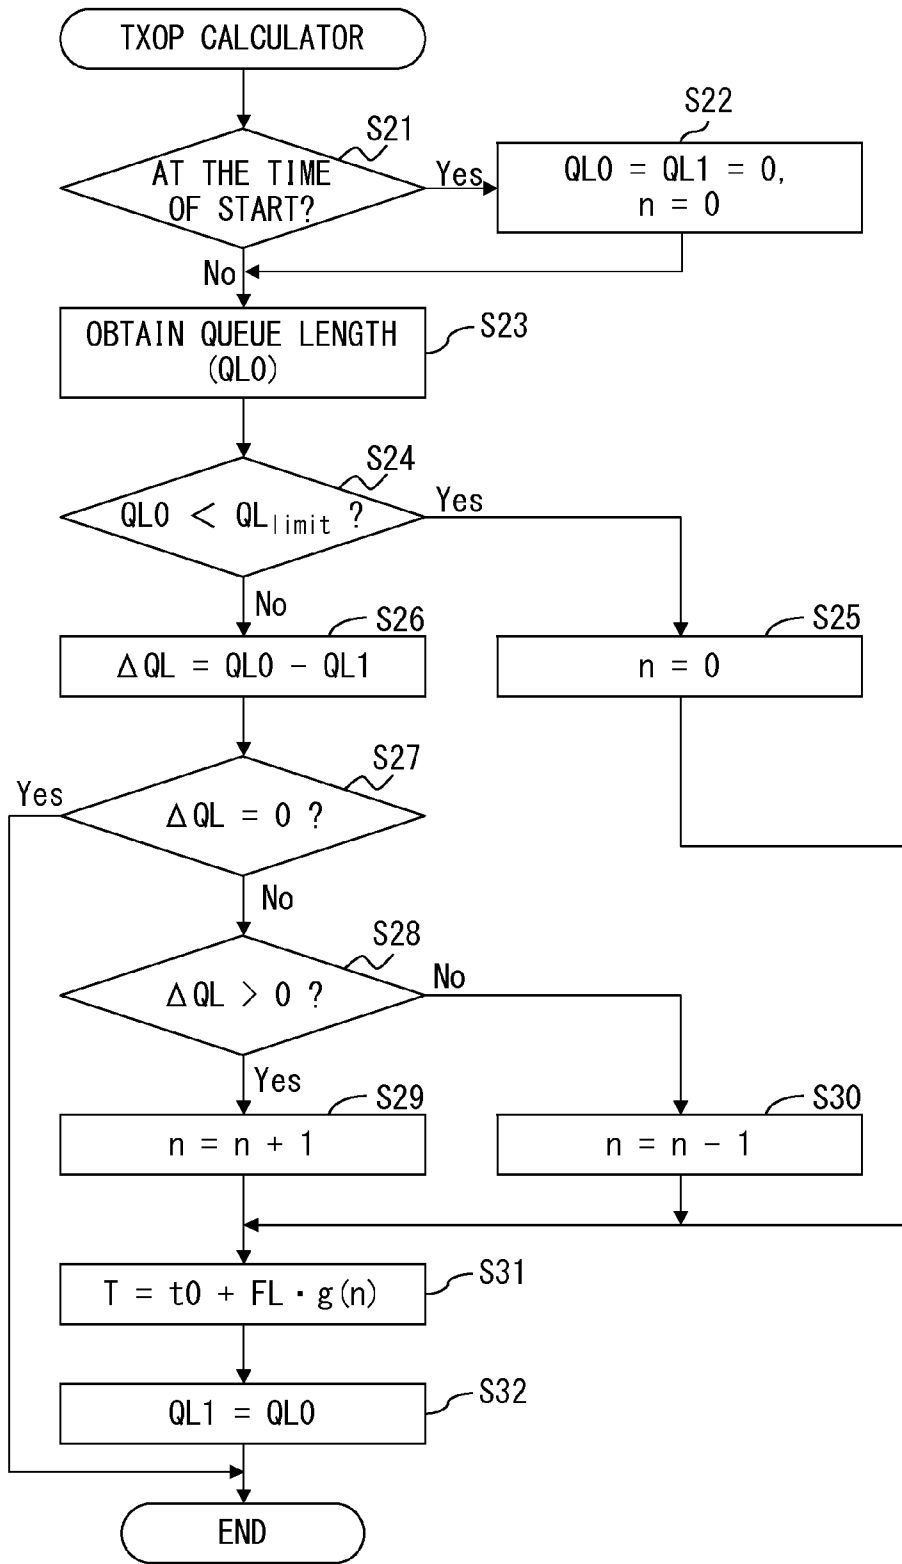 TXOP CALCULATOR
S21
AT THE TIME
OF START?
Yes
No
S22
QL0 = QL1 = 0,
n = 0
OBTAIN QUEUE LENGTH
(QL0)
S23
S24
QL0 < QLlimit ?
Yes
No
S26
ΔQL = QL0 - QL1
S25
n = 0
S27
Yes
ΔQL = 0 ?
No
S28
ΔQL > 0 ?
No
Yes
S29
n = n + 1
S30
n = n - 1
T = t0 + FL・g(n)
S31
QL1 = QL0
S32
END